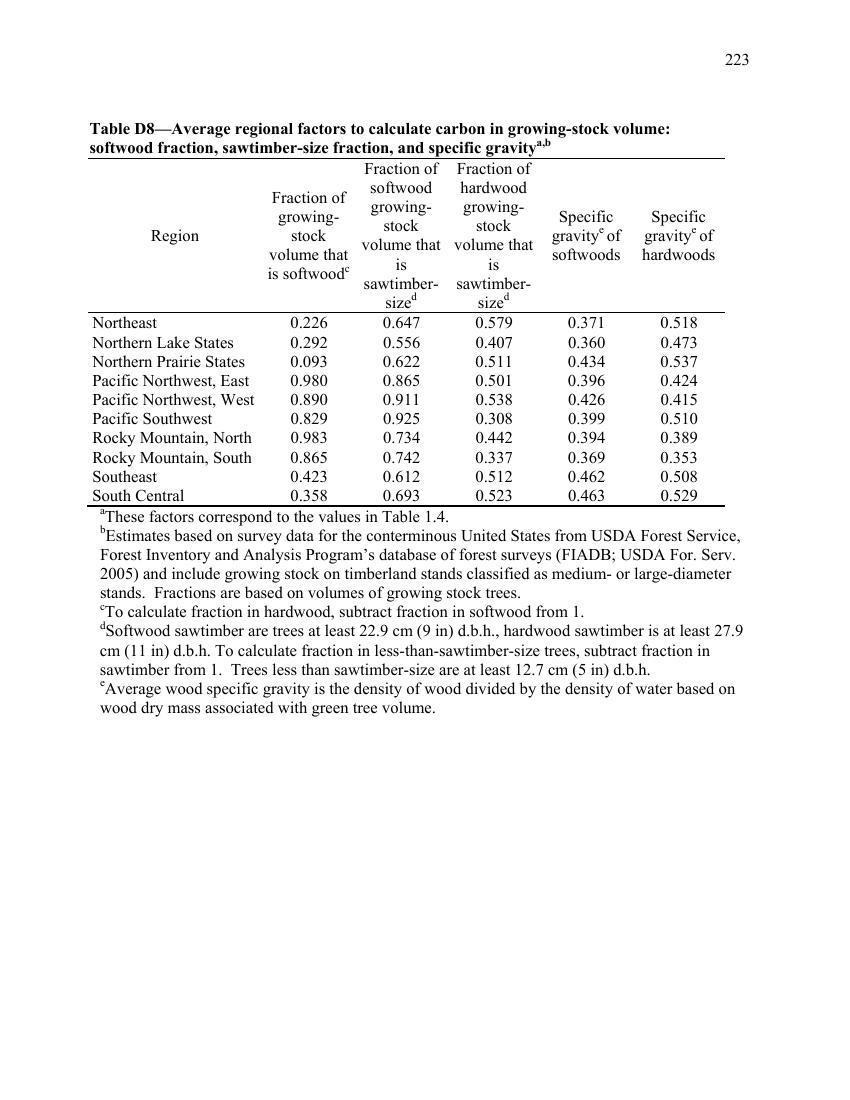 223
Table D8—Average regional factors to calculate carbon in growing-stock volume:
softwood fraction, sawtimber-size fraction, and specific gravitya,b
Region
Fraction of
growing-
stock
volume that
is softwoodc
Fraction of
softwood
growing-
stock
volume that
is
sawtimber-
sized
Fraction of
hardwood
growing-
stock
volume that
is
sawtimber-
sized
Specific
gravitye of
softwoods
Specific
gravitye of
hardwoods
Northeast 0.226 0.647 0.579 0.371 0.518
Northern Lake States 0.292 0.556 0.407 0.360 0.473
Northern Prairie States 0.093 0.622 0.511 0.434 0.537
Pacific Northwest, East 0.980 0.865 0.501 0.396 0.424
Pacific Northwest, West 0.890 0.911 0.538 0.426 0.415
Pacific Southwest 0.829 0.925 0.308 0.399 0.510
Rocky Mountain, North 0.983 0.734 0.442 0.394 0.389
Rocky Mountain, South 0.865 0.742 0.337 0.369 0.353
Southeast 0.423 0.612 0.512 0.462 0.508
South Central 0.358 0.693 0.523 0.463 0.529
aThese factors correspond to the values in Table 1.4.
bEstimates based on survey data for the conterminous United States from USDA Forest Service,
Forest Inventory and Analysis Program's database of forest surveys (FIADB; USDA For. Serv.
2005) and include growing stock on timberland stands classified as medium- or large-diameter
stands.  Fractions are based on volumes of growing stock trees.
cTo calculate fraction in hardwood, subtract fraction in softwood from 1.
dSoftwood sawtimber are trees at least 22.9 cm (9 in) d.b.h., hardwood sawtimber is at least 27.9
cm (11 in) d.b.h. To calculate fraction in less-than-sawtimber-size trees, subtract fraction in
sawtimber from 1.  Trees less than sawtimber-size are at least 12.7 cm (5 in) d.b.h.
eAverage wood specific gravity is the density of wood divided by the density of water based on
wood dry mass associated with green tree volume.